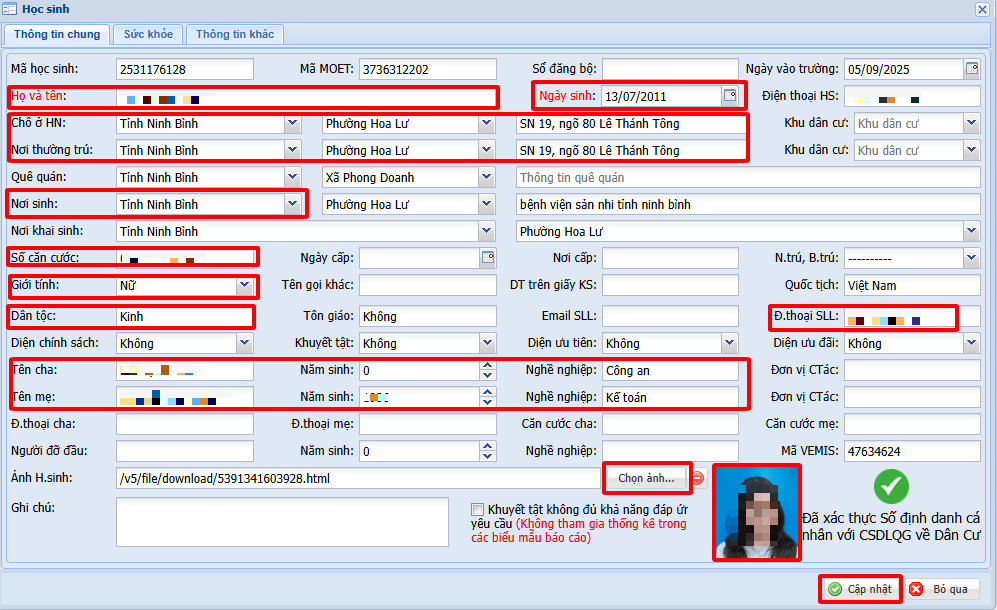 Học sinh
Thông tin chung Sức khỏe Thông tin khác
Mã học sinh: 2531176128 Mã MOET: 3736312202 Số đăng bộ: Ngày vào trường: 05/09/2025
Họ và tên: Ngày sinh: 13/07/2011 Điện thoại HS:
Chỗ ở HN: Tỉnh Ninh Bình Phường Hoa Lư SN 19, ngõ 80 Lê Thánh Tông Khu dân cư: Khu dân cư
Nơi thường trú: Tỉnh Ninh Bình Phường Hoa Lư SN 19, ngõ 80 Lê Thánh Tông Khu dân cư: Khu dân cư
Quê quán: Tỉnh Ninh Bình Xã Phong Doanh Thông tin quê quán
Nơi sinh: Tỉnh Ninh Bình Phường Hoa Lư bệnh viện sản nhi tỉnh ninh bình
Nơi khai sinh: Tỉnh Ninh Bình Phường Hoa Lư
Số căn cước: Ngày cấp: Nơi cấp: N.trú, B.trú: ----------
Giới tính: Nữ Tên gọi khác: DT trên giấy KS: Quốc tịch: Việt Nam
Dân tộc: Kinh Tôn giáo: Không Email SLL: Đ.thoại SLL:
Diện chính sách: Không Khuyết tật: Không Diện ưu tiên: Không Diện ưu đãi: Không
Tên cha: Năm sinh: 0 Nghề nghiệp: Công an Đơn vị CTác:
Tên mẹ: Năm sinh: Nghề nghiệp: Kế toán Đơn vị CTác:
Đ.thoại cha: Đ.thoại mẹ: Căn cước cha: Căn cước mẹ:
Người đỡ đầu: Năm sinh: 0 Nghề nghiệp: Mã VEMIS: 47634624
Ảnh H.sinh: /v5/file/download/5391341603928.html Chọn ảnh...
Ghi chú: Khuyết tật không đủ khả năng đáp ứr
yêu cầu (Không tham gia thống kê trong
các biểu mẫu báo cáo)
Đã xác thực Số định danh cá
nhân với CSDLQG về Dân Cư
Cập nhật Bỏ qua